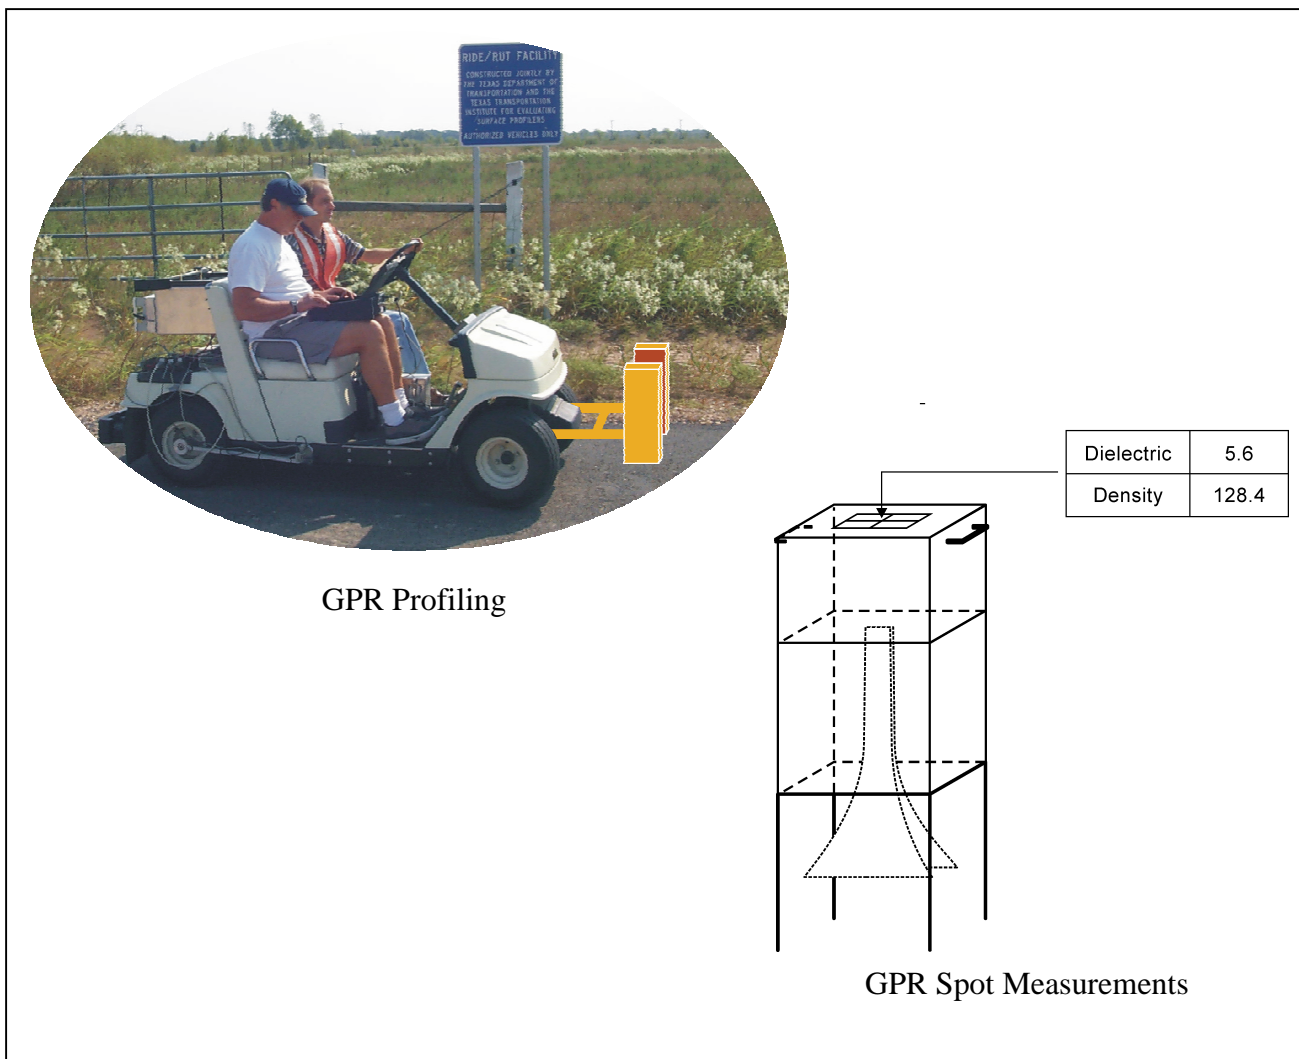 RIDE/RUT FACILITY
CONSTRUCTED JOINTLY BY
THE TEXAS DEPARTMENT OF
TRANSPORTATION AND THE
TEXAS TRANSPORTATION
INSTITUTE FOR EVALUATING
SURFACE PROFILERS
AUTHORIZED VEHICLES ONLY
GPR Profiling
Dielectric 5.6
Density 128.4
GPR Spot Measurements